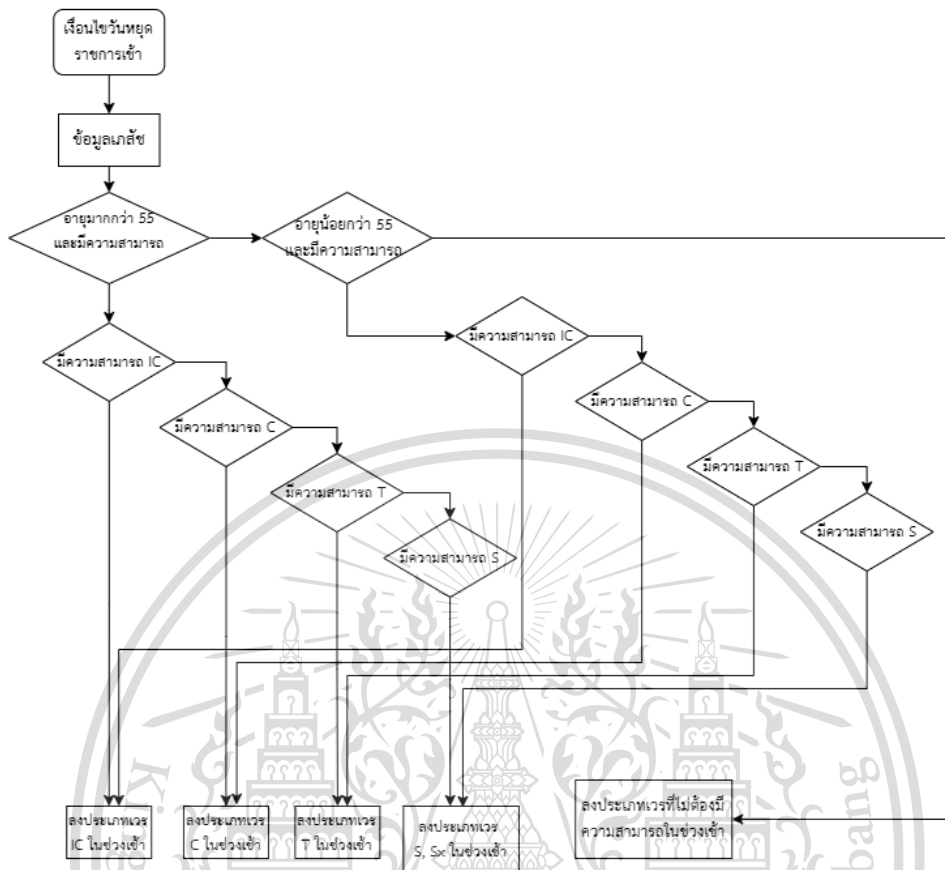 เงื่อนไขวันหยุด
ราชการเช้า
ข้อมูลเภสัช
อายุมากกว่า 55
และมีความสามารถ
อายุน้อยกว่า 55
และมีความสามารถ
มีความสามารถ IC
มีความสามารถ IC
มีความสามารถ C
มีความสามารถ C
มีความสามารถ T
มีความสามารถ T
มีความสามารถ S
มีความสามารถ S
ลงประเภทเวร
IC ในช่วงเช้า
ลงประเภทเวร
C ในช่วงเช้า
ลงประเภทเวร
T ในช่วงเช้า
ลงประเภทเวร
S, Sx ในช่วงเช้า
ลงประเภทเวรที่ไม่ต้องมี
ความสามารถในช่วงเช้า